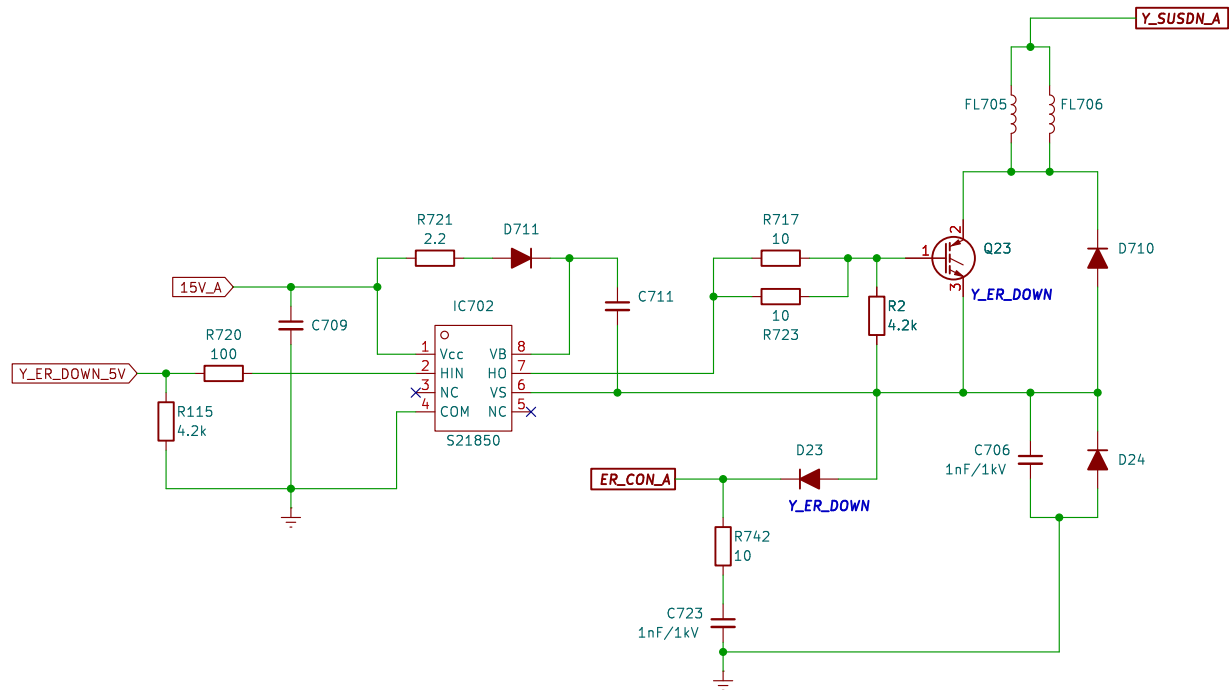 Y_SUSDN_A
FL705
FL706
R721
2.2
D711
R717
10
1
2
3
Q23
D710
Y_ER_DOWN
15V_A
C709
IC702
C711
10
R723
R2
4.2k
R720
100
Y_ER_DOWN_5V
1 Vcc VB 8
2 HIN HO 7
3 NC VS 6
4 COM NC 5
S21850
R115
4.2k
D23
Y_ER_DOWN
ER_CON_A
C706
1nF/1kV
D24
R742
10
C723
1nF/1kV